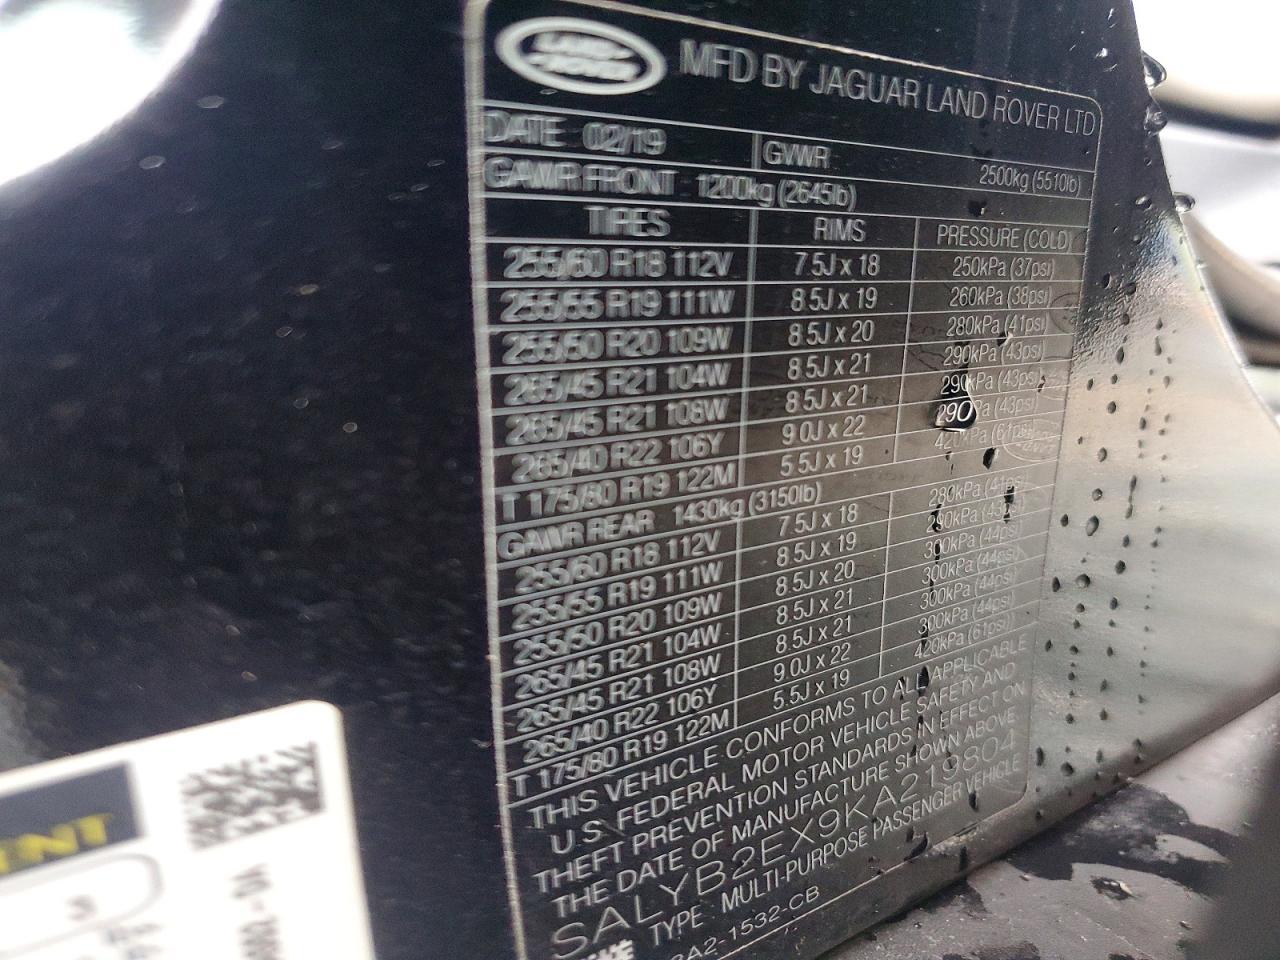 LAND ROVER MFD BY JAGUAR LAND ROVER LTD
DATE 02/19 GVWR 2500kg (5510lb)
GAWR FRONT 1200kg (2645lb)
TIRES RIMS PRESSURE (COLD)
255/60 R18 112V 7.5J x 18 250kPa (37psi)
255/55 R19 111W 8.5J x 19 260kPa (38psi)
255/50 R20 109W 8.5J x 20 280kPa (41psi)
265/45 R21 104W 8.5J x 21 290kPa (43psi)
265/45 R21 108W 8.5J x 21 290kPa (43psi)
265/40 R22 106Y 9.0J x 22 290 Pa (43psi)
T 175/80 R19 122M 5.5J x 19 420kPa (61psi)
GAWR REAR 1430kg (3150lb)
255/60 R18 112V 7.5J x 18 280kPa (41psi)
255/55 R19 111W 8.5J x 19 290kPa (43psi)
255/50 R20 109W 8.5J x 20 300kPa (44psi)
265/45 R21 104W 8.5J x 21 300kPa (44psi)
265/45 R21 108W 8.5J x 21 300kPa (44psi)
265/40 R22 106Y 9.0J x 22 300kPa (44psi)
T 175/80 R19 122M 5.5J x 19 420kPa (61psi)
THIS VEHICLE CONFORMS TO ALL APPLICABLE
U.S. FEDERAL MOTOR VEHICLE SAFETY AND
THEFT PREVENTION STANDARDS IN EFFECT ON
THE DATE OF MANUFACTURE SHOWN ABOVE
SALYB2EX9KA219804
TYPE MULTI-PURPOSE PASSENGER VEHICLE
A2-1532-CB
ENT